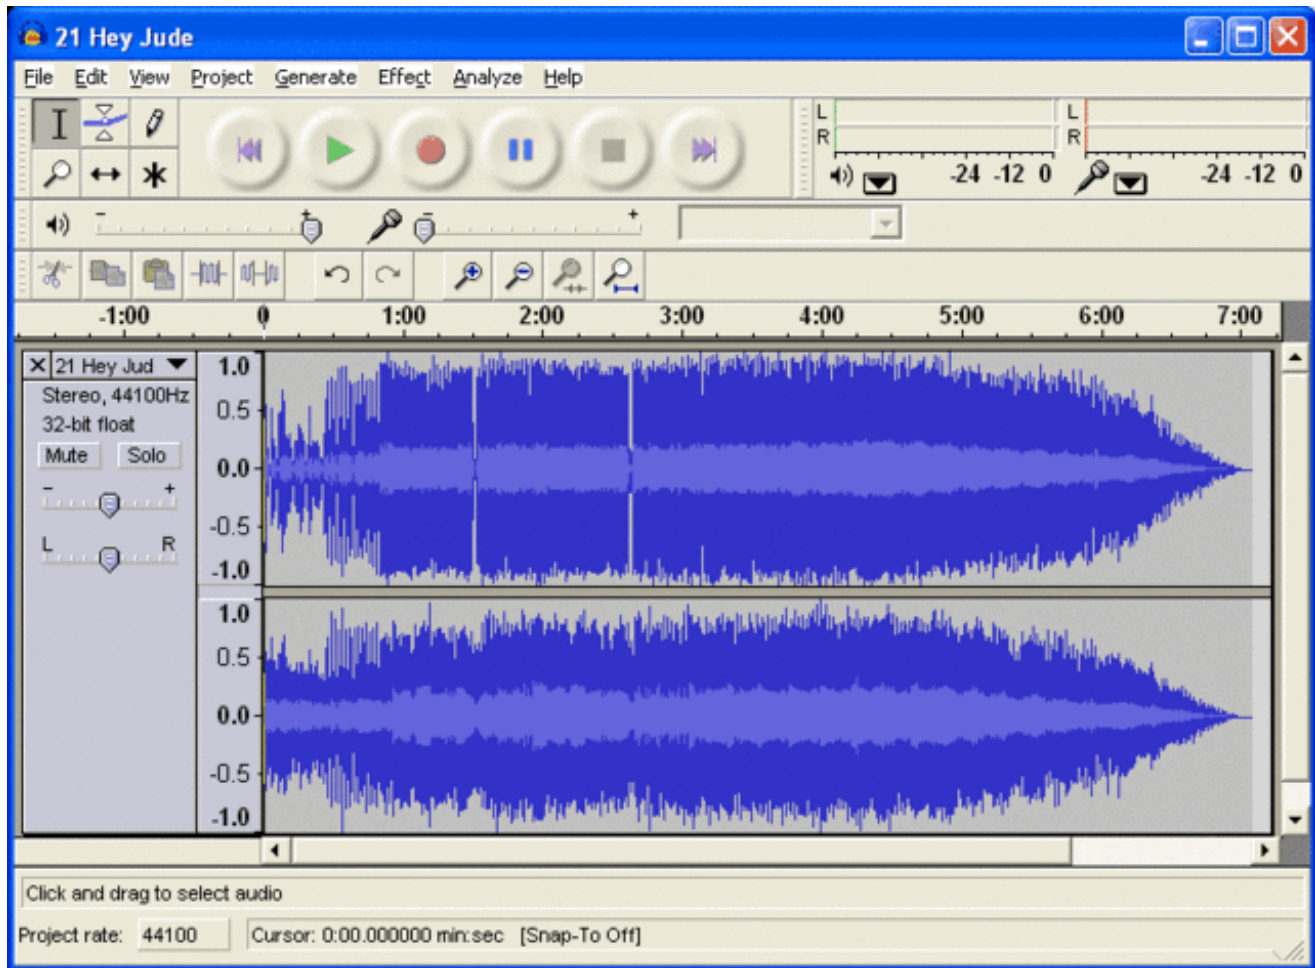 21 Hey Jude
File Edit View Project Generate Effect Analyze Help
L
R
-24 -12 0
L
R
-24 -12 0
- + - +
-1:00 0 1:00 2:00 3:00 4:00 5:00 6:00 7:00
X 21 Hey Jud
Stereo, 44100Hz
32-bit float
Mute Solo
- +
L R
1.0
0.5
0.0
-0.5
-1.0
1.0
0.5
0.0
-0.5
-1.0
Click and drag to select audio
Project rate: 44100 Cursor: 0:00.000000 min:sec [Snap-To Off]